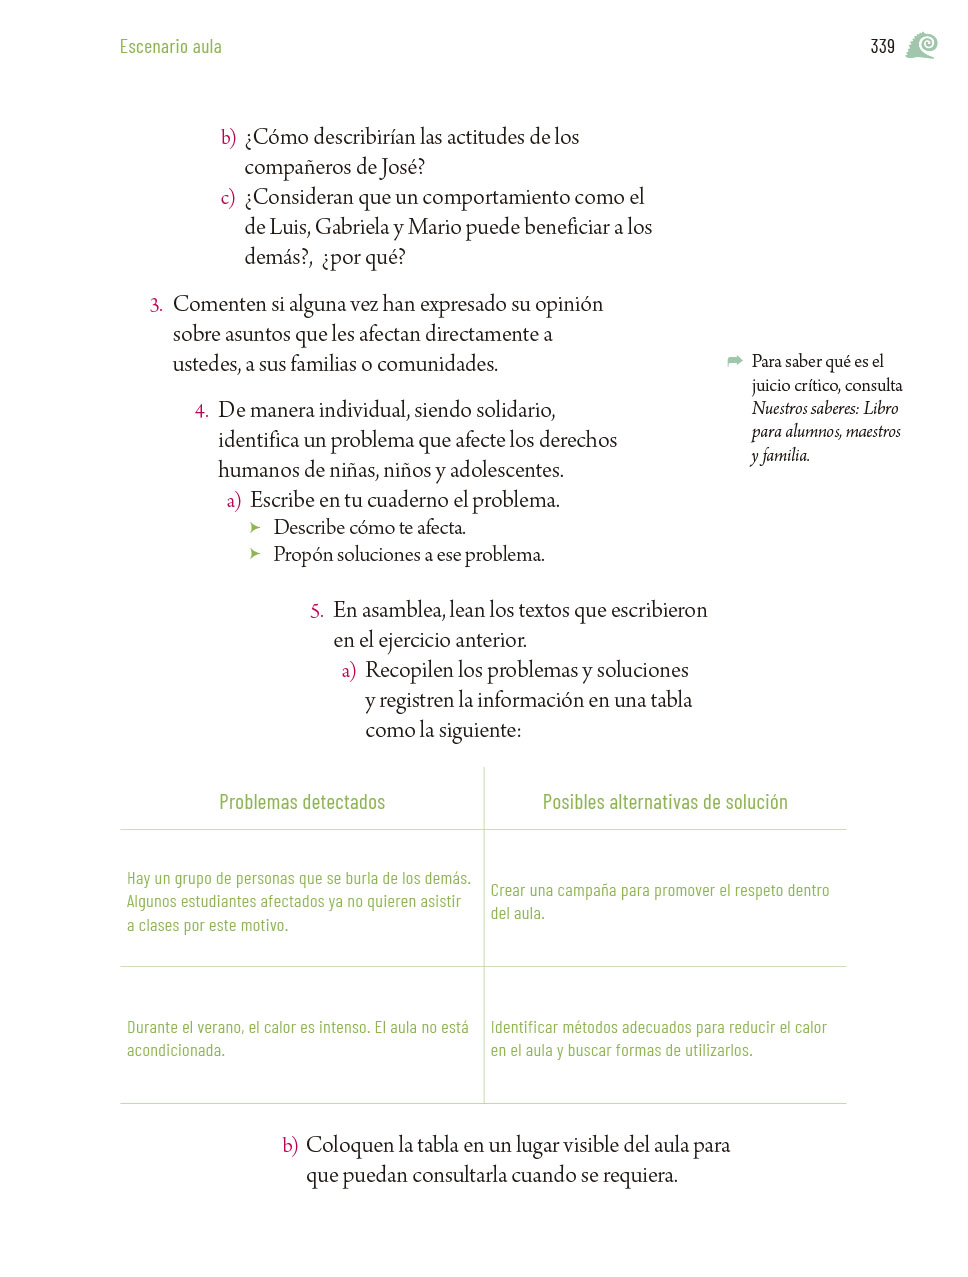 Escenario aula
339
b) ¿Cómo describirían las actitudes de los
compañeros de José?
c) ¿Consideran que un comportamiento como el
de Luis, Gabriela y Mario puede beneficiar a los
demás?, ¿por qué?
3. Comenten si alguna vez han expresado su opinión
sobre asuntos que les afectan directamente a
ustedes, a sus familias o comunidades.
Para saber qué es el
juicio crítico, consulta
Nuestros saberes: Libro
para alumnos, maestros
y familia.
4. De manera individual, siendo solidario,
identifica un problema que afecte los derechos
humanos de niñas, niños y adolescentes.
a) Escribe en tu cuaderno el problema.
➤ Describe cómo te afecta.
➤ Propón soluciones a ese problema.
5. En asamblea, lean los textos que escribieron
en el ejercicio anterior.
a) Recopilen los problemas y soluciones
y registren la información en una tabla
como la siguiente:
Problemas detectados
Posibles alternativas de solución
Hay un grupo de personas que se burla de los demás.
Algunos estudiantes afectados ya no quieren asistir
a clases por este motivo.
Crear una campaña para promover el respeto dentro
del aula.
Durante el verano, el calor es intenso. El aula no está
acondicionada.
Identificar métodos adecuados para reducir el calor
en el aula y buscar formas de utilizarlos.
b) Coloquen la tabla en un lugar visible del aula para
que puedan consultarla cuando se requiera.